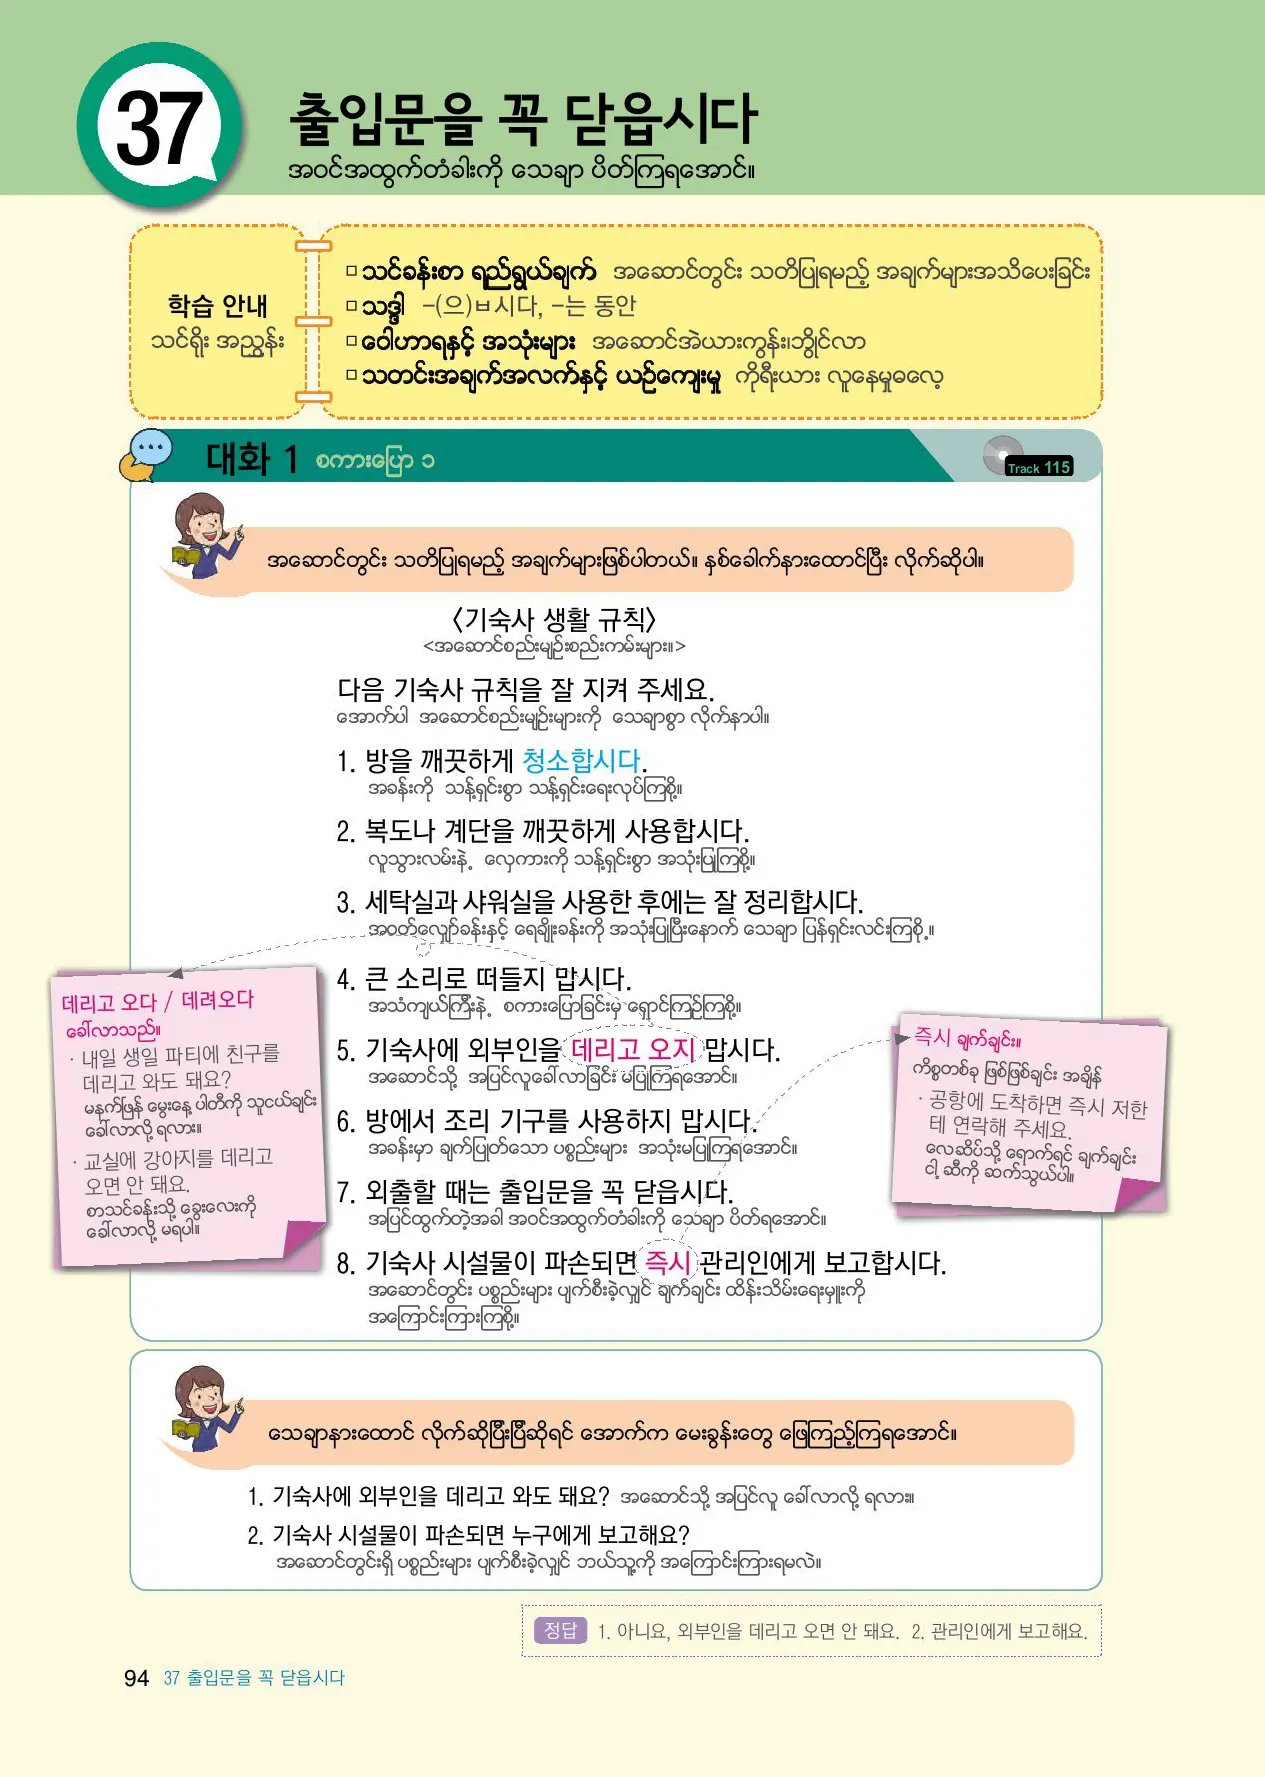 37
출입문을 꼭 닫읍시다
အဝင်အထွက်တံခါးကို သေချာ ပိတ်ကြရအောင်။
학습 안내
သင်ရိုး အညွှန်း
□ သင်ခန်းစာ ရည်ရွယ်ချက် အဆောင်တွင်း သတိပြုရမည့် အချက်များအသိပေးခြင်း
□ သဒ္ဒါ -(으)ㅂ시다, -는 동안
□ ဝေါဟာရနှင့် အသုံးများ အဆောင်အဲယားကွန်း၊ဘွိုင်လာ
□ သတင်းအချက်အလက်နှင့် ယဉ်ကျေးမှု ကိုရီးယား လူနေမှုဓလေ့
대화 1 စကားပြော ၁
Track 115
အဆောင်တွင်း သတိပြုရမည့် အချက်များဖြစ်ပါတယ်။ နှစ်ခေါက်နားထောင်ပြီး လိုက်ဆိုပါ။
〈기숙사 생활 규칙〉
<အဆောင်စည်းမျဉ်းစည်းကမ်းများ။>
다음 기숙사 규칙을 잘 지켜 주세요.
အောက်ပါ အဆောင်စည်းမျဉ်းများကို သေချာစွာ လိုက်နာပါ။
1. 방을 깨끗하게 청소합시다.
အခန်းကို သန့်ရှင်းစွာ သန့်ရှင်းရေးလုပ်ကြစို့။
2. 복도나 계단을 깨끗하게 사용합시다.
လူသွားလမ်းနဲ့ လှေကားကို သန့်ရှင်းစွာ အသုံးပြုကြစို့။
3. 세탁실과 샤워실을 사용한 후에는 잘 정리합시다.
အဝတ်လျှော်ခန်းနှင့် ရေချိုးခန်းကို အသုံးပြုပြီးနောက် သေချာ ပြန်ရှင်းလင်းကြစို့။
4. 큰 소리로 떠들지 맙시다.
အသံကျယ်ကြီးနဲ့ စကားပြောခြင်းမှ ရှောင်ကြဉ်ကြစို့။
5. 기숙사에 외부인을 데리고 오지 맙시다.
အဆောင်သို့ အပြင်လူခေါ်လာခြင်း မပြုကြရအောင်။
6. 방에서 조리 기구를 사용하지 맙시다.
အခန်းမှာ ချက်ပြုတ်သော ပစ္စည်းများ အသုံးမပြုကြရအောင်။
7. 외출할 때는 출입문을 꼭 닫읍시다.
အပြင်ထွက်တဲ့အခါ အဝင်အထွက်တံခါးကို သေချာ ပိတ်ရအောင်။
8. 기숙사 시설물이 파손되면 즉시 관리인에게 보고합시다.
အဆောင်တွင်း ပစ္စည်းများ ပျက်စီးခဲ့လျှင် ချက်ချင်း ထိန်းသိမ်းရေးမှူးကို
အကြောင်းကြားကြစို့။
데리고 오다 / 데려오다
ခေါ်လာသည်။
· 내일 생일 파티에 친구를
데리고 와도 돼요?
မနက်ဖြန် မွေးနေ့ ပါတီကို သူငယ်ချင်း
ခေါ်လာလို့ ရလား။
· 교실에 강아지를 데리고
오면 안 돼요.
စာသင်ခန်းသို့ ခွေးလေးကို
ခေါ်လာလို့ မရပါ။
즉시 ချက်ချင်း။
ကိစ္စတစ်ခု ဖြစ်ဖြစ်ချင်း အချိန်
· 공항에 도착하면 즉시 저한
테 연락해 주세요.
လေဆိပ်သို့ ရောက်ရင် ချက်ချင်း
ငါ့ ဆီကို ဆက်သွယ်ပါ။
သေချာနားထောင် လိုက်ဆိုပြီးပြီဆိုရင် အောက်က မေးခွန်းတွေ ဖြေကြည့်ကြရအောင်။
1. 기숙사에 외부인을 데리고 와도 돼요? အဆောင်သို့ အပြင်လူ ခေါ်လာလို့ ရလား။
2. 기숙사 시설물이 파손되면 누구에게 보고해요?
အဆောင်တွင်းရှိ ပစ္စည်းများ ပျက်စီးခဲ့လျှင် ဘယ်သူ့ကို အကြောင်းကြားရမလဲ။
정답 1. 아니요, 외부인을 데리고 오면 안 돼요. 2. 관리인에게 보고해요.
94 37 출입문을 꼭 닫읍시다